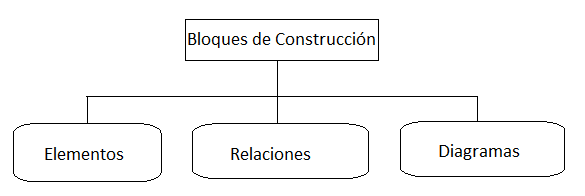 Bloques de Construcción
Elementos
Relaciones
Diagramas